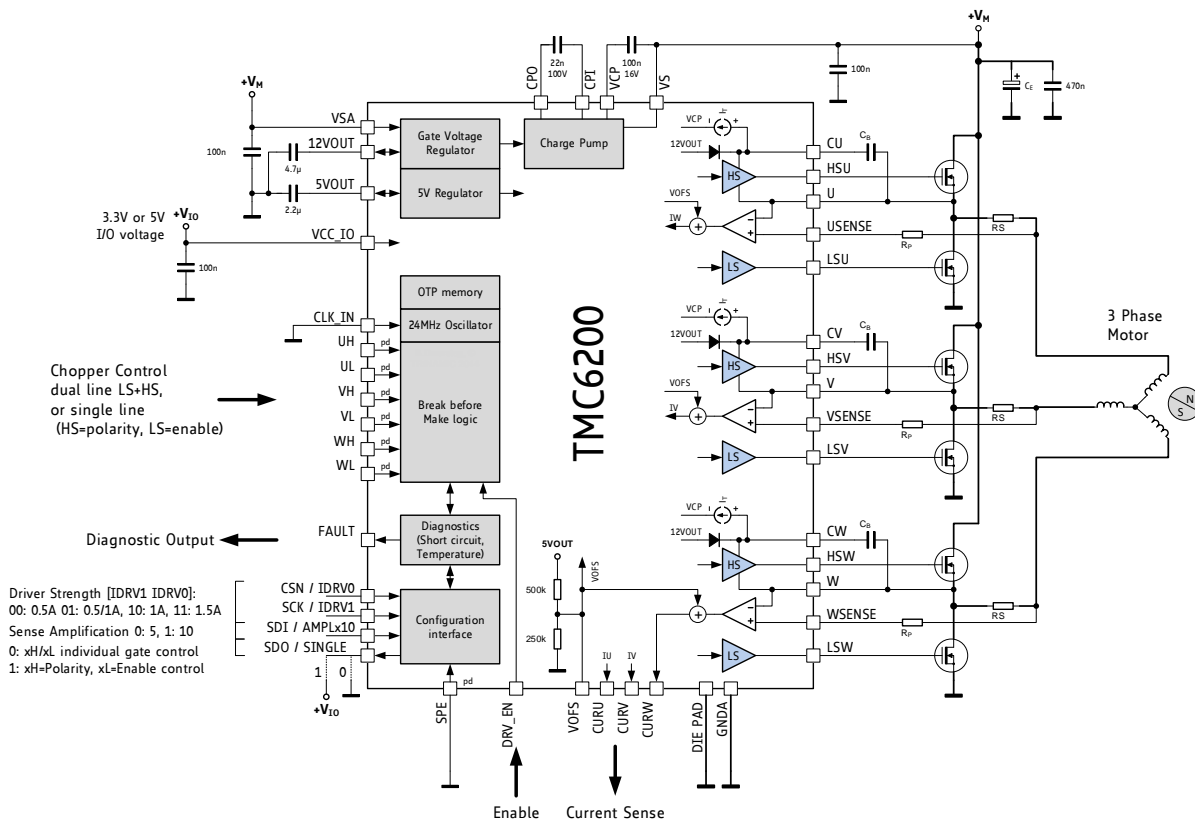 +VM
CPO
22n
100V
CPI
VCP
100n
16V
VS
100n
CE
470n
+VM
VSA
100n
12VOUT
4.7µ
5VOUT
2.2µ
3.3V or 5V
I/O voltage
+VIO
VCC_IO
100n
Gate Voltage
Regulator
5V Regulator
Charge Pump
OTP memory
24MHz Oscillator
Break before
Make logic
CLK_IN
UH
pd
UL
pd
VH
pd
VL
pd
WH
pd
WL
pd
Chopper Control
dual line LS+HS,
or single line
(HS=polarity, LS=enable)
TMC6200
VCP
12VOUT
HS
VOFS
IW
LS
CU
CB
HSU
U
USENSE
RP
RS
LSU
VCP
12VOUT
HS
VOFS
IV
LS
CV
CB
HSV
V
VSENSE
RP
RS
LSV
3 Phase
Motor
N
S
VCP
12VOUT
HS
LS
CW
CB
HSW
W
WSENSE
RP
RS
LSW
Diagnostic Output
FAULT
Diagnostics
(Short circuit,
Temperature)
Driver Strength [IDRV1 IDRV0]:
00: 0.5A 01: 0.5/1A, 10: 1A, 11: 1.5A
Sense Amplification 0: 5, 1: 10
0: xH/xL individual gate control
1: xH=Polarity, xL=Enable control
CSN / IDRV0
SCK / IDRV1
SDI / AMPLx10
SDO / SINGLE
Configuration
interface
1
0
+VIO
5VOUT
500k
250k
VOFS
IU
IV
pd
SPE
DRV_EN
VOFS
CURU
CURV
CURW
DIE PAD
GNDA
Enable
Current Sense